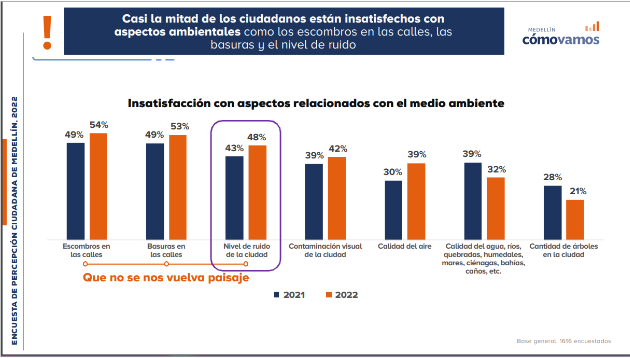 Casi la mitad de los ciudadanos están insatisfechos con
aspectos ambientales como los escombros en las calles, las
basuras y el nivel de ruido
MEDELLÍN
cómovamos
ENCUESTA DE PERCEPCIÓN CIUDADANA DE MEDELLÍN, 2022
Insatisfacción con aspectos relacionados con el medio ambiente
49% 54% 49% 53% 43% 48% 39% 42% 30% 39% 39% 32% 28% 21%
Escombros en
las calles
Basuras en
las calles
Nivel de ruido
de la ciudad
Contaminación visual
de la ciudad
Calidad del aire
Calidad del agua, ríos,
quebradas, humedales,
mares, ciénagas, bahías,
caños, etc.
Cantidad de árboles
en la ciudad
Que no se nos vuelva paisaje
2021 2022
Base general: 1616 encuestados